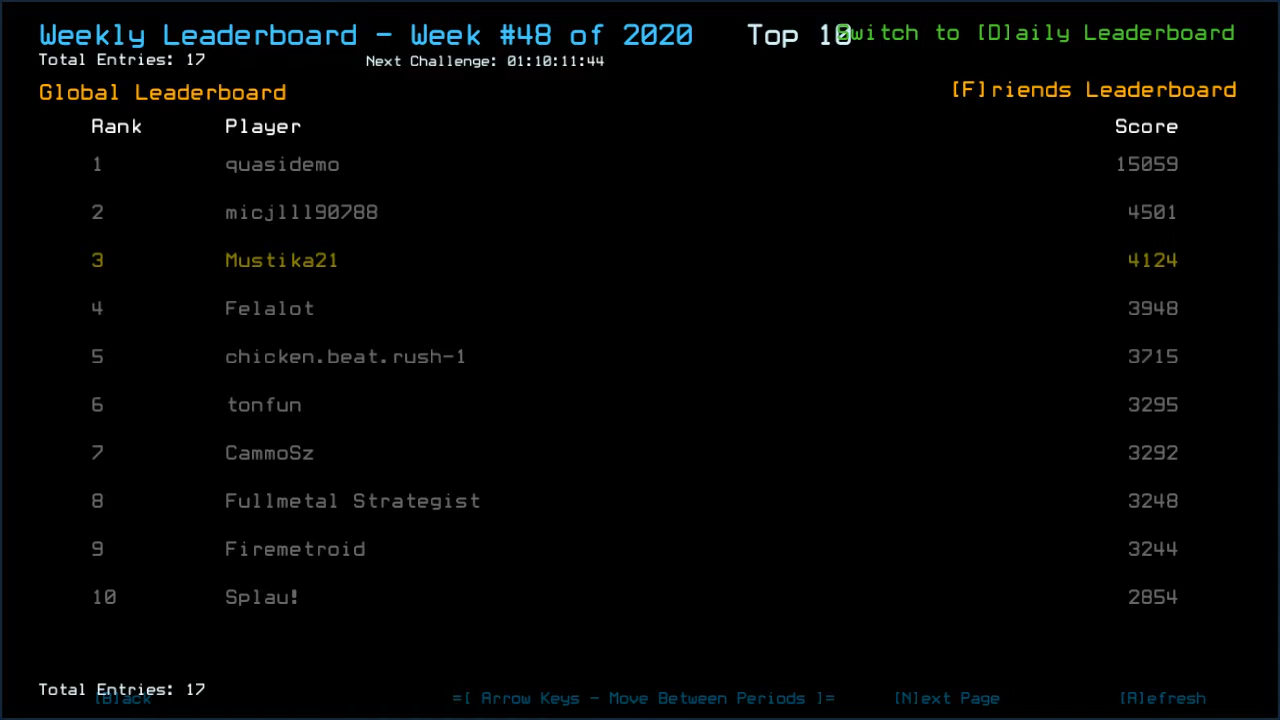 Weekly Leaderboard - Week #48 of 2020 Top 10 Switch to [D]aily Leaderboard
Total Entries: 17 Next Challenge: 01:10:11:44
Global Leaderboard [F]riends Leaderboard
Rank Player Score
1 quasidemo 15059
2 micjlll90788 4501
3 Mustika21 4124
4 Felalot 3948
5 chicken.beat.rush-1 3715
6 tonfun 3295
7 CammoSz 3292
8 Fullmetal Strategist 3248
9 Firemetroid 3244
10 Splau! 2854
Total Entries: 17
[B]ack =[ Arrow Keys - Move Between Periods ]= [N]ext Page [R]efresh